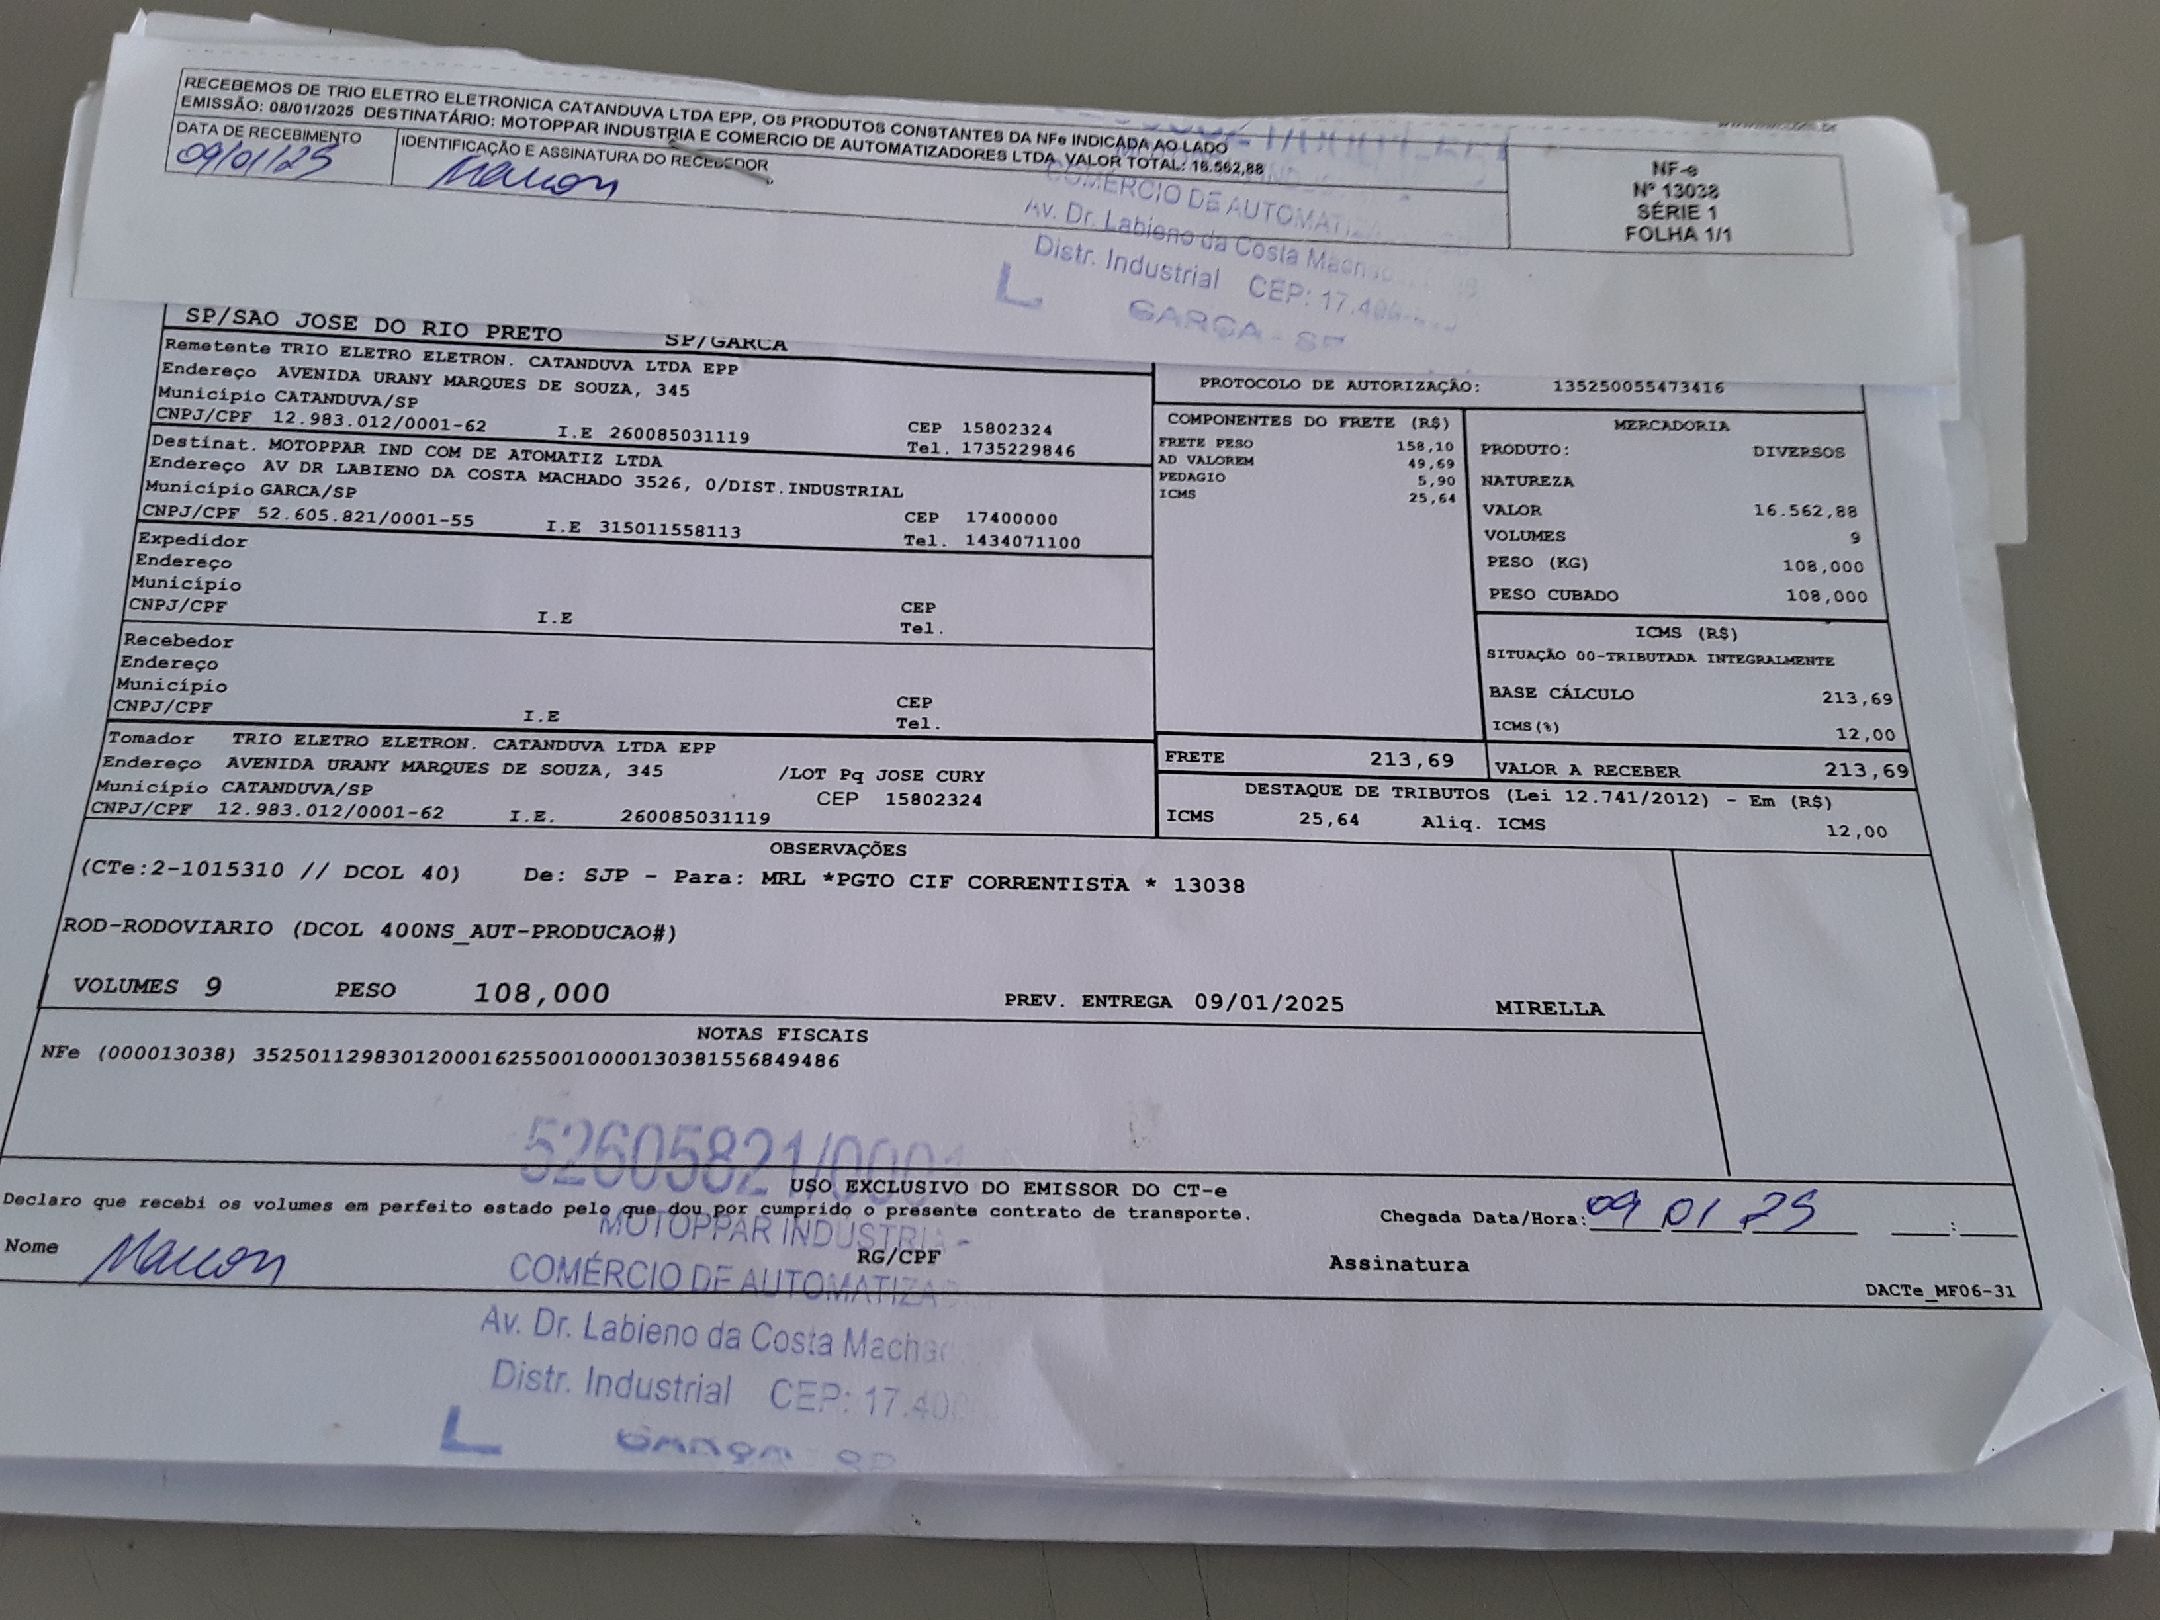 RECEBEMOS DE TRIO ELETRO ELETRONICA CATANDUVA LTDA EPP, OS PRODUTOS CONSTANTES DA NFe INDICADA AO LADO
EMISSÃO: 08/01/2025 DESTINATÁRIO: MOTOPPAR INDUSTRIA E COMERCIO DE AUTOMATIZADORES LTDA VALOR TOTAL: 16.562,88
DATA DE RECEBIMENTO
09/01/25
IDENTIFICAÇÃO E ASSINATURA DO RECEBEDOR
NF-e
Nº 13038
SÉRIE 1
FOLHA 1/1
COMÉRCIO DE
Av. Dr. Labieno da Costa
Distr. Industrial CEP:
L GARÇA - SP
SP/SAO JOSE DO RIO PRETO SP/GARCA
Remetente TRIO ELETRO ELETRON. CATANDUVA LTDA EPP
Endereço AVENIDA URANY MARQUES DE SOUZA, 345
Município CATANDUVA/SP
CNPJ/CPF 12.983.012/0001-62 I.E 260085031119 CEP 15802324
Tel. 1735229846
Destinat. MOTOPPAR IND COM DE ATOMATIZ LTDA
Endereço AV DR LABIENO DA COSTA MACHADO 3526, 0/DIST.INDUSTRIAL
Município GARCA/SP
CNPJ/CPF 52.605.821/0001-55 I.E 315011558113 CEP 17400000
Tel. 1434071100
Expedidor
Endereço
Município
CNPJ/CPF I.E CEP
Tel.
Recebedor
Endereço
Município
CNPJ/CPF I.E CEP
Tel.
Tomador TRIO ELETRO ELETRON. CATANDUVA LTDA EPP
Endereço AVENIDA URANY MARQUES DE SOUZA, 345 /LOT Pq JOSE CURY
Município CATANDUVA/SP CEP 15802324
CNPJ/CPF 12.983.012/0001-62 I.E. 260085031119
PROTOCOLO DE AUTORIZAÇÃO: 135250055473416
COMPONENTES DO FRETE (R$)
FRETE PESO 158,10
AD VALOREM 49,69
PEDAGIO 5,90
ICMS 25,64
MERCADORIA
PRODUTO: DIVERSOS
NATUREZA
VALOR 16.562,88
VOLUMES 9
PESO (KG) 108,000
PESO CUBADO 108,000
ICMS (R$)
SITUAÇÃO 00-TRIBUTADA INTEGRALMENTE
BASE CÁLCULO 213,69
ICMS(%) 12,00
FRETE 213,69
VALOR A RECEBER 213,69
DESTAQUE DE TRIBUTOS (Lei 12.741/2012) - Em (R$)
ICMS 25,64 Aliq. ICMS 12,00
OBSERVAÇÕES
(CTe:2-1015310 // DCOL 40) De: SJP - Para: MRL *PGTO CIF CORRENTISTA * 13038
ROD-RODOVIARIO (DCOL 400NS_AUT-PRODUCAO#)
VOLUMES 9 PESO 108,000 PREV. ENTREGA 09/01/2025 MIRELLA
NOTAS FISCAIS
NFe (000013038) 35250112983012000162550010000130381556849486
52605821/0001
USO EXCLUSIVO DO EMISSOR DO CT-e
Declaro que recebi os volumes em perfeito estado pelo que dou por cumprido o presente contrato de transporte.
Chegada Data/Hora: 09 01 25 :
MOTOPPAR INDUSTRIA -
Nome RG/CPF Assinatura
COMÉRCIO DE AUTOMATIZA
DACTe_MF06-31
Av. Dr. Labieno da Costa Macha
Distr. Industrial CEP: 17.40
L